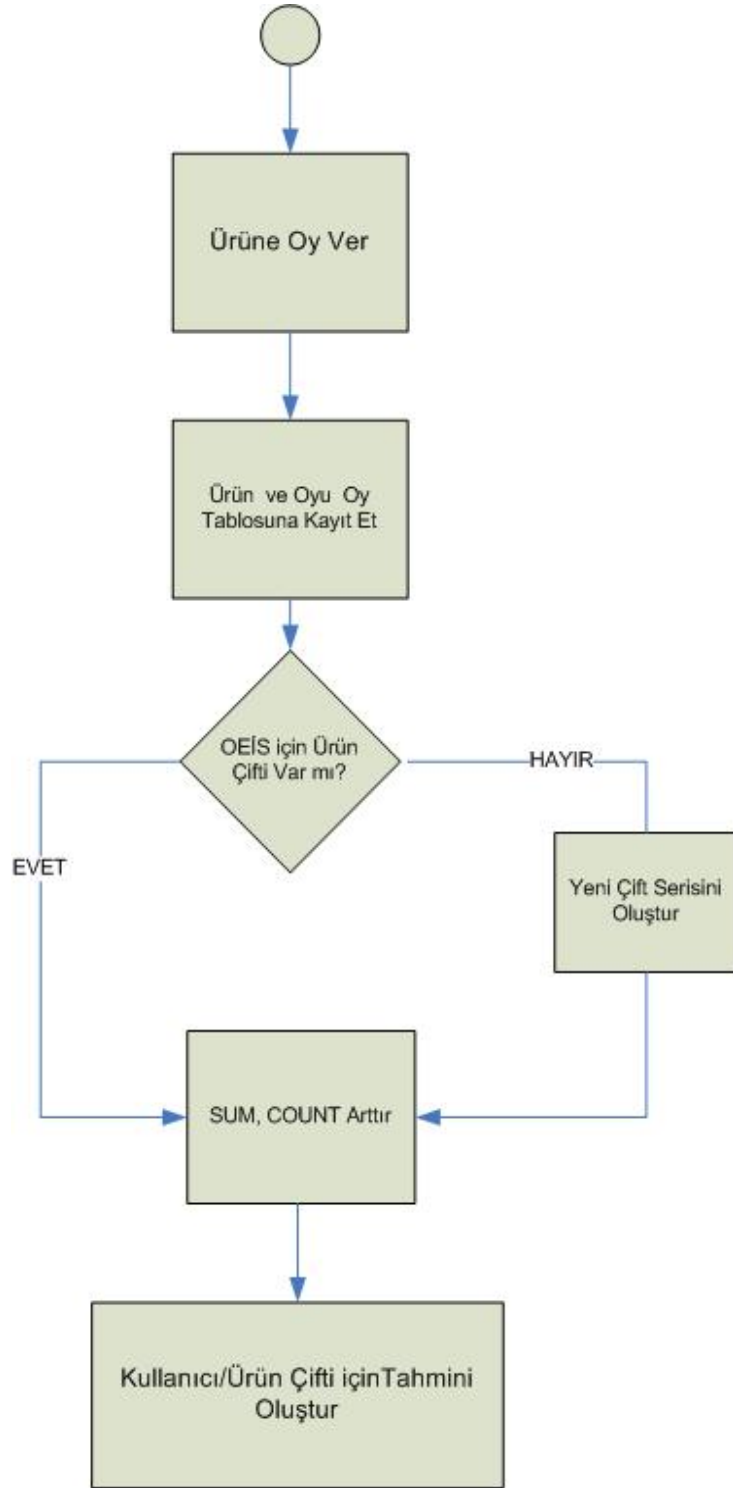 Ürüne Oy Ver
Ürün ve Oyu Oy
Tablosuna Kayıt Et
OEİS için Ürün
Çifti Var mı?
HAYIR
EVET
Yeni Çift Serisini
Oluştur
SUM, COUNT Arttır
Kullanıcı/Ürün Çifti içinTahmini
Oluştur